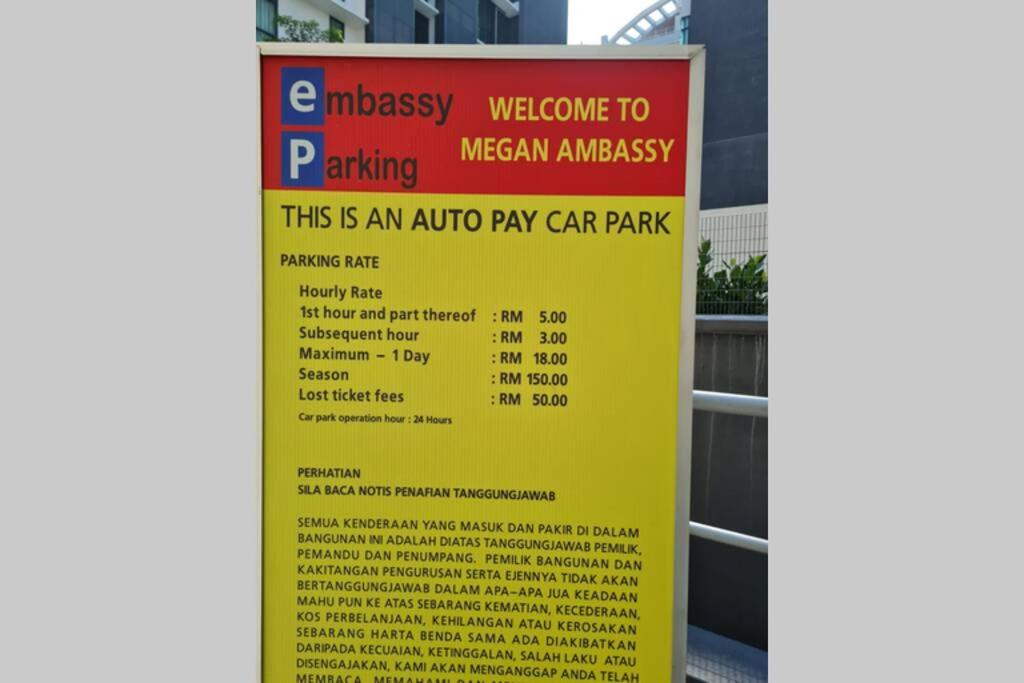 embassy
Parking
WELCOME TO
MEGAN AMBASSY
THIS IS AN AUTO PAY CAR PARK
PARKING RATE
Hourly Rate
1st hour and part thereof : RM 5.00
Subsequent hour : RM 3.00
Maximum – 1 Day : RM 18.00
Season : RM 150.00
Lost ticket fees : RM 50.00
Car park operation hour : 24 Hours
PERHATIAN
SILA BACA NOTIS PENAFIAN TANGGUNGJAWAB
SEMUA KENDERAAN YANG MASUK DAN PAKIR DI DALAM
BANGUNAN INI ADALAH DIATAS TANGGUNGJAWAB PEMILIK,
PEMANDU DAN PENUMPANG. PEMILIK BANGUNAN DAN
KAKITANGAN PENGURUSAN SERTA EJENNYA TIDAK AKAN
BERTANGGUNGJAWAB DALAM APA–APA JUA KEADAAN
MAHU PUN KE ATAS SEBARANG KEMATIAN, KECEDERAAN,
KOS PERBELANJAAN, KEHILANGAN ATAU KEROSAKAN
SEBARANG HARTA BENDA SAMA ADA DIAKIBATKAN
DARIPADA KECUAIAN, KETINGGALAN, SALAH LAKU ATAU
DISENGAJAKAN, KAMI AKAN MENGANGGAP ANDA TELAH
MEMBACA, MEMAHAMI DAN